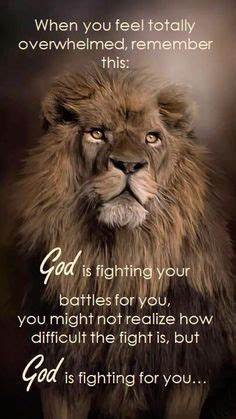 When you feel totally
overwhelmed, remember
this:
God is fighting your
battles for you,
you might not realize how
difficult the fight is, but
God is fighting for you...